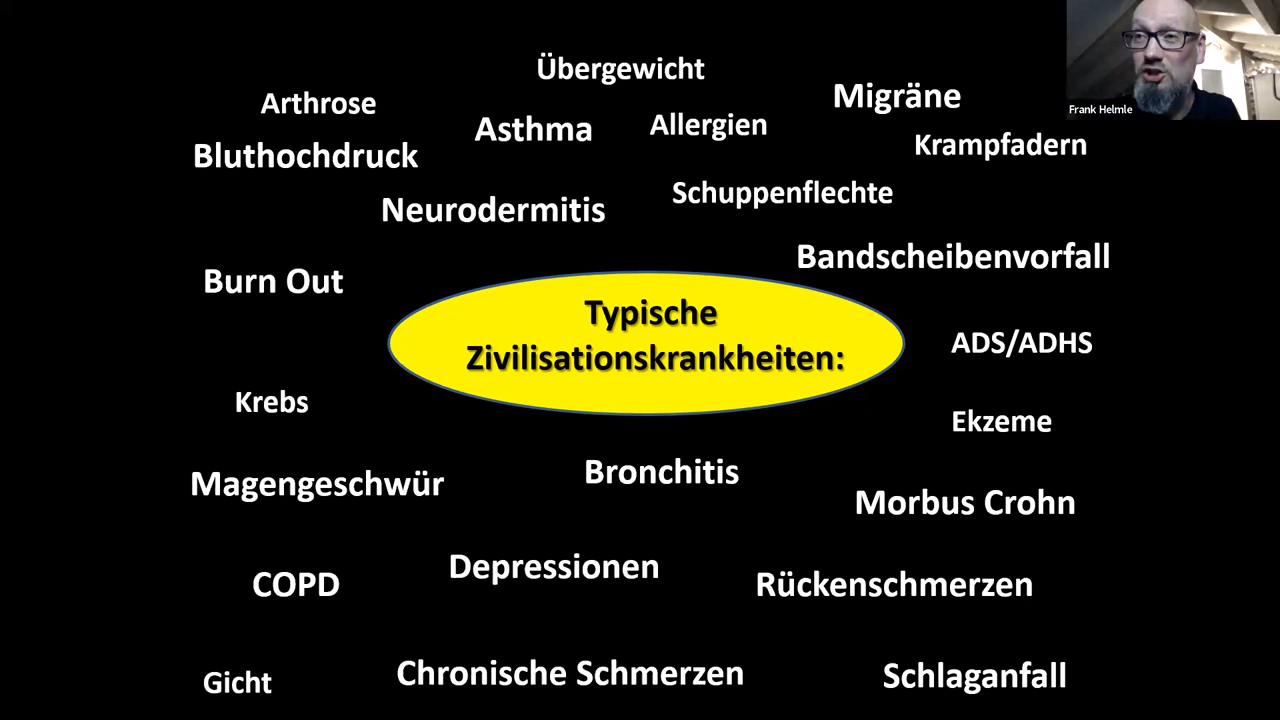 Übergewicht
Migräne
Arthrose
Frank Helmle
Allergien
Asthma
Krampfadern
Bluthochdruck
Schuppenflechte
Neurodermitis
Bandscheibenvorfall
Burn Out
Typische
Zivilisationskrankheiten:
ADS/ADHS
Krebs
Ekzeme
Bronchitis
Magengeschwür
Morbus Crohn
Depressionen
COPD
Rückenschmerzen
Chronische Schmerzen
Schlaganfall
Gicht